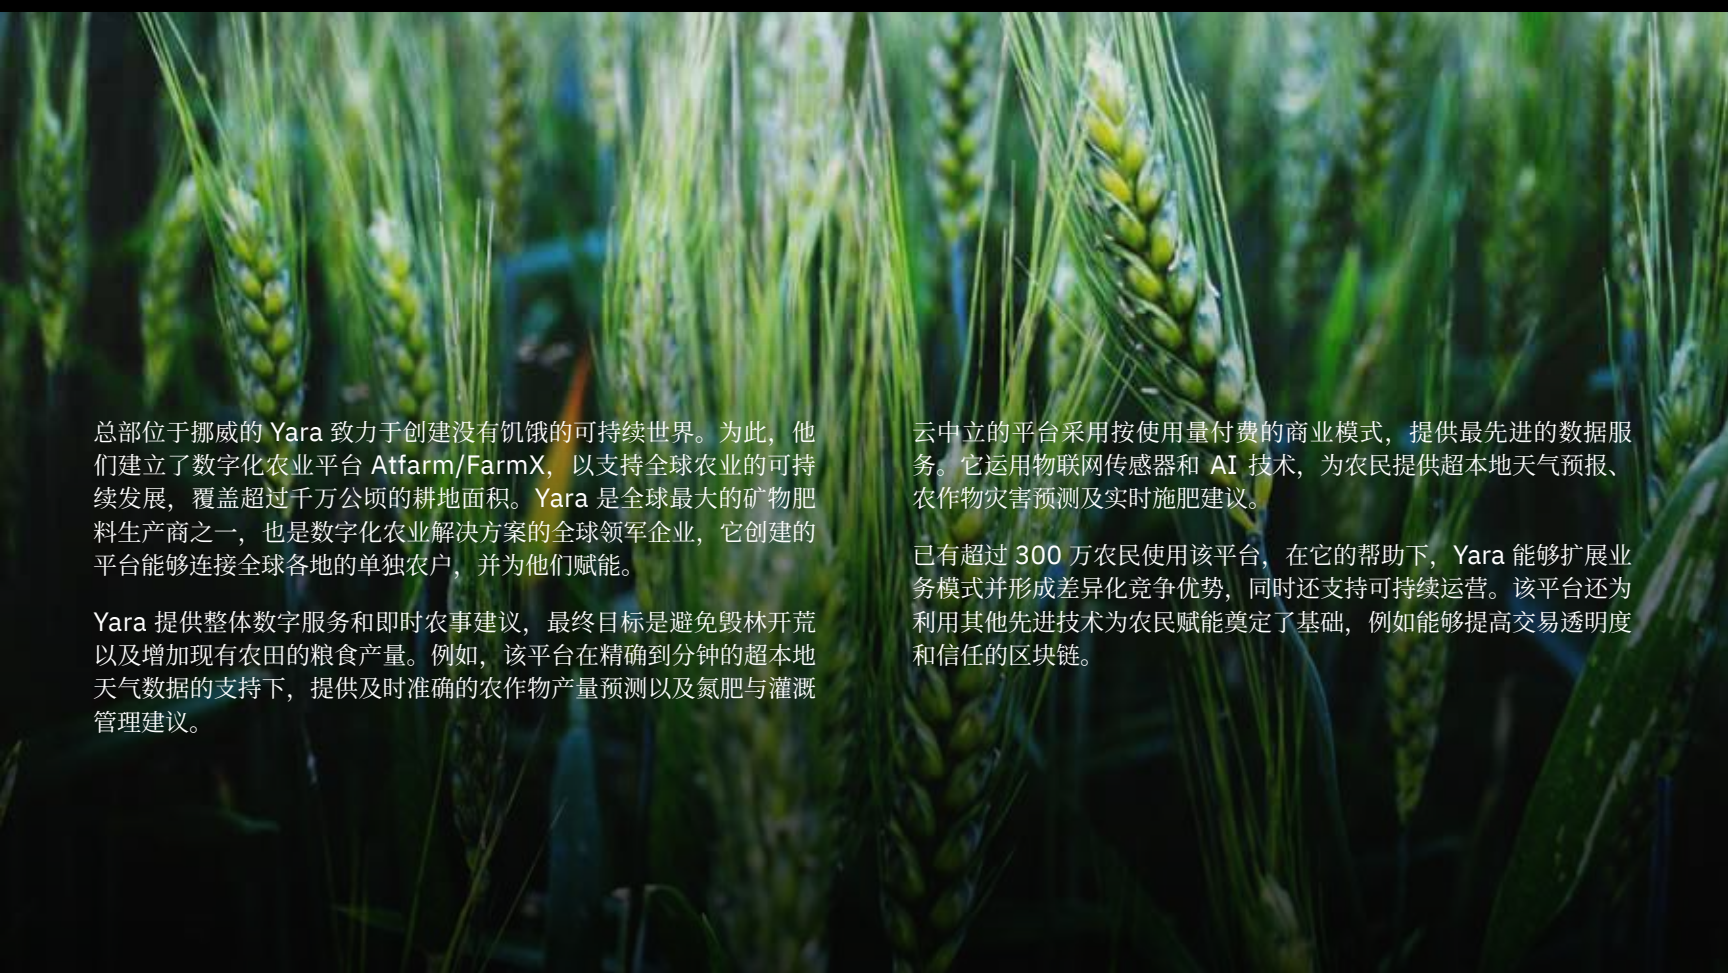 总部位于挪威的 Yara 致力于创建没有饥饿的可持续世界。为此，他
们建立了数字化农业平台 Atfarm/FarmX，以支持全球农业的可持
续发展，覆盖超过千万公顷的耕地面积。Yara 是全球最大的矿物肥
料生产商之一，也是数字化农业解决方案的全球领军企业，它创建的
平台能够连接全球各地的单独农户，并为他们赋能。
Yara 提供整体数字服务和即时农事建议，最终目标是避免毁林开荒
以及增加现有农田的粮食产量。例如，该平台在精确到分钟的超本地
天气数据的支持下，提供及时准确的农作物产量预测以及氮肥与灌溉
管理建议。
云中立的平台采用按使用量付费的商业模式，提供最先进的数据服
务。它运用物联网传感器和 AI 技术，为农民提供超本地天气预报、
农作物灾害预测及实时施肥建议。
已有超过 300 万农民使用该平台，在它的帮助下，Yara 能够扩展业
务模式并形成差异化竞争优势，同时还支持可持续运营。该平台还为
利用其他先进技术为农民赋能奠定了基础，例如能够提高交易透明度
和信任的区块链。